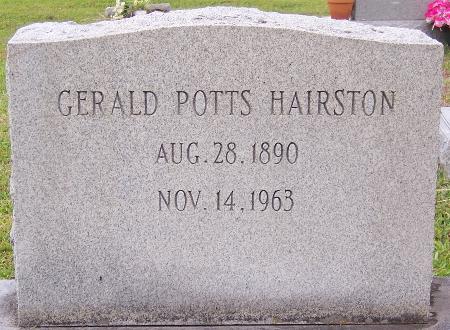 GERALD POTTS HAIRSTON
AUG. 28, 1890
NOV. 14, 1963